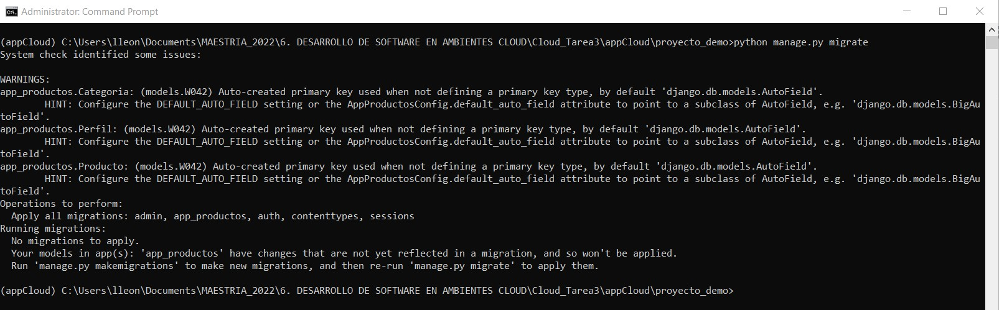 Administrator: Command Prompt
(appCloud) C:\Users\lleon\Documents\MAESTRIA_2022\6. DESARROLLO DE SOFTWARE EN AMBIENTES CLOUD\Cloud_Tarea3\appCloud\proyecto_demo>python manage.py migrate
System check identified some issues:
WARNINGS:
app_productos.Categoria: (models.W042) Auto-created primary key used when not defining a primary key type, by default 'django.db.models.AutoField'.
HINT: Configure the DEFAULT_AUTO_FIELD setting or the AppProductosConfig.default_auto_field attribute to point to a subclass of AutoField, e.g. 'django.db.models.BigAu
toField'.
app_productos.Perfil: (models.W042) Auto-created primary key used when not defining a primary key type, by default 'django.db.models.AutoField'.
HINT: Configure the DEFAULT_AUTO_FIELD setting or the AppProductosConfig.default_auto_field attribute to point to a subclass of AutoField, e.g. 'django.db.models.BigAu
toField'.
app_productos.Producto: (models.W042) Auto-created primary key used when not defining a primary key type, by default 'django.db.models.AutoField'.
HINT: Configure the DEFAULT_AUTO_FIELD setting or the AppProductosConfig.default_auto_field attribute to point to a subclass of AutoField, e.g. 'django.db.models.BigAu
toField'.
Operations to perform:
Apply all migrations: admin, app_productos, auth, contenttypes, sessions
Running migrations:
No migrations to apply.
Your models in app(s): 'app_productos' have changes that are not yet reflected in a migration, and so won't be applied.
Run 'manage.py makemigrations' to make new migrations, and then re-run 'manage.py migrate' to apply them.
(appCloud) C:\Users\lleon\Documents\MAESTRIA_2022\6. DESARROLLO DE SOFTWARE EN AMBIENTES CLOUD\Cloud_Tarea3\appCloud\proyecto_demo>